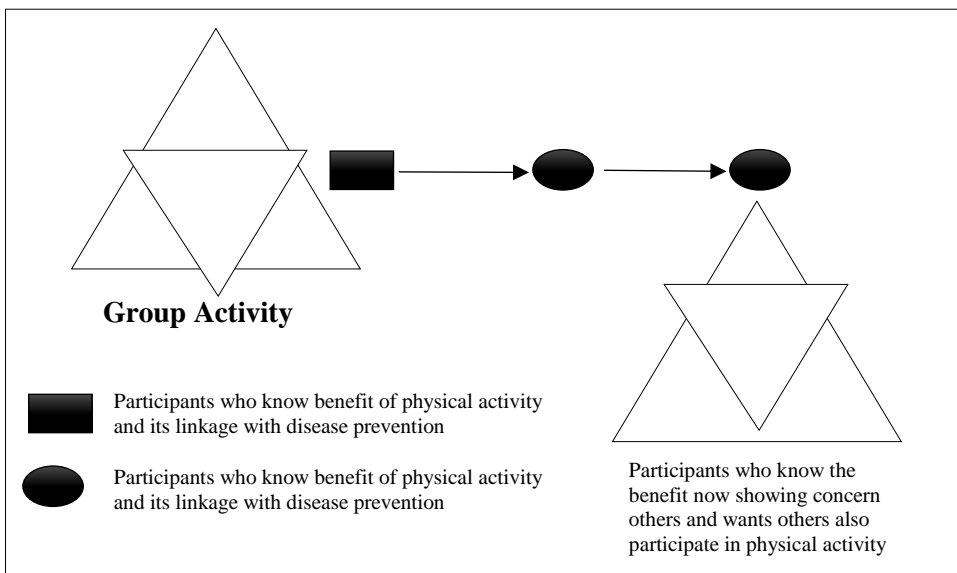 Group Activity
Participants who know benefit of physical activity
and its linkage with disease prevention
Participants who know benefit of physical activity
and its linkage with disease prevention
Participants who know the
benefit now showing concern
others and wants others also
participate in physical activity